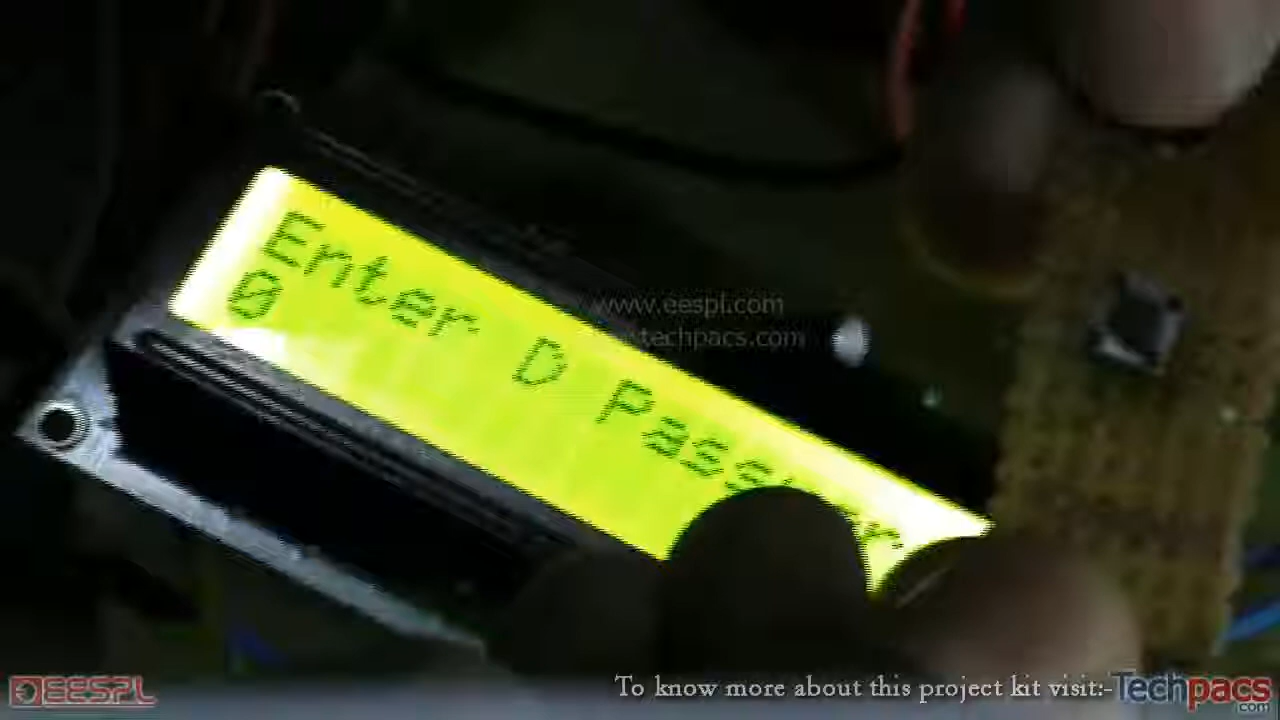 Enter D Pass
0
www.eespl.com
techpacs.com
EESPL
To know more about this project kit visit:- Techpacs
.com